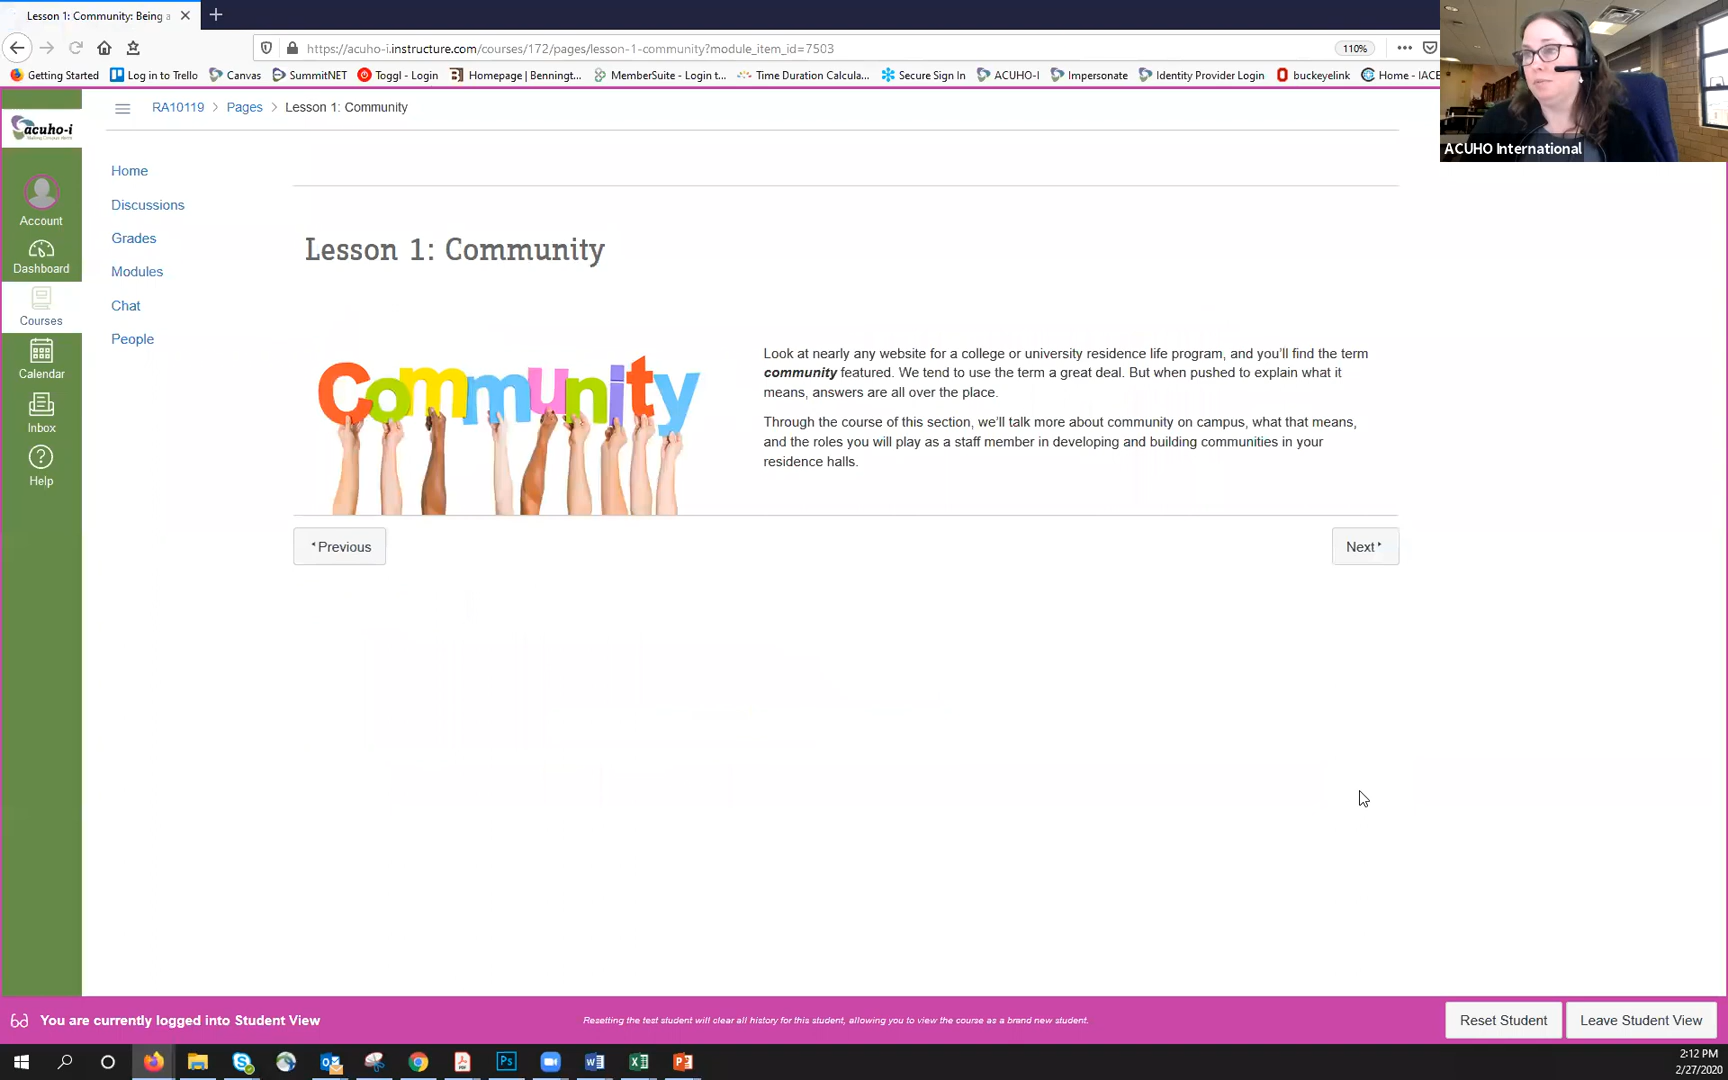 Lesson 1: Community: Being a
https://acuho-i.instructure.com/courses/172/pages/lesson-1-community?module_item_id=7503
110%
Getting Started
Log in to Trello
Canvas
SummitNET
Toggl - Login
Homepage | Benningt...
MemberSuite - Login t...
Time Duration Calcula...
Secure Sign In
ACUHO-I
Impersonate
Identity Provider Login
buckeyelink
Home - IACE
ACUHO International
acuho-i
RA10119 > Pages > Lesson 1: Community
Account
Dashboard
Courses
Calendar
Inbox
Help
Home
Discussions
Grades
Modules
Chat
People
Lesson 1: Community
Community
Look at nearly any website for a college or university residence life program, and you'll find the term
community featured. We tend to use the term a great deal. But when pushed to explain what it
means, answers are all over the place.
Through the course of this section, we'll talk more about community on campus, what that means,
and the roles you will play as a staff member in developing and building communities in your
residence halls.
Previous
Next
You are currently logged into Student View
Resetting the test student will clear all history for this student, allowing you to view the course as a brand new student.
Reset Student
Leave Student View
2:12 PM
2/27/2020